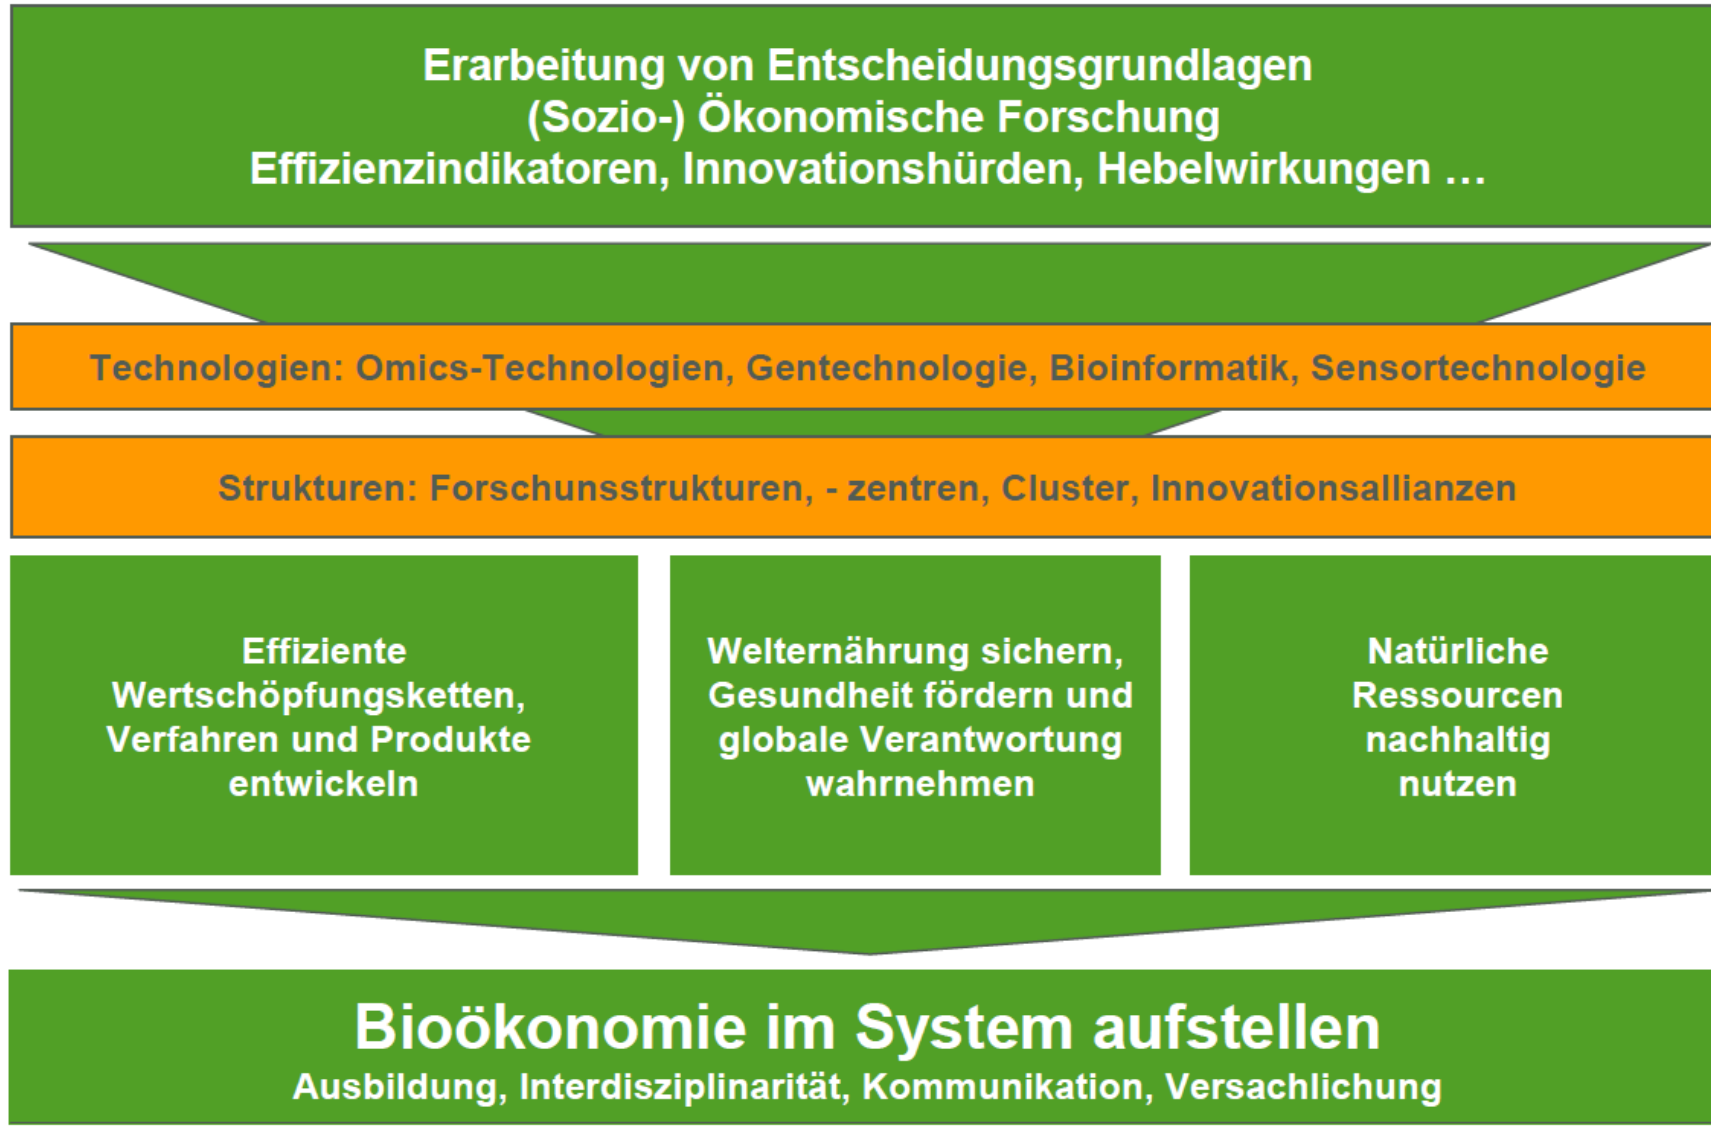 Erarbeitung von Entscheidungsgrundlagen
(Sozio-) Ökonomische Forschung
Effizienzindikatoren, Innovationshürden, Hebelwirkungen …
Technologien: Omics-Technologien, Gentechnologie, Bioinformatik, Sensortechnologie
Strukturen: Forschunsstrukturen, - zentren, Cluster, Innovationsallianzen
Effiziente
Wertschöpfungsketten,
Verfahren und Produkte
entwickeln
Welternährung sichern,
Gesundheit fördern und
globale Verantwortung
wahrnehmen
Natürliche
Ressourcen
nachhaltig
nutzen
Bioökonomie im System aufstellen
Ausbildung, Interdisziplinarität, Kommunikation, Versachlichung